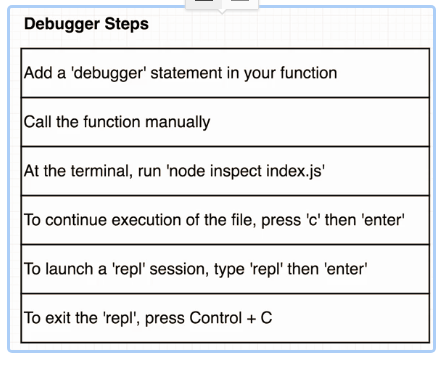 Debugger Steps
Add a 'debugger' statement in your function
Call the function manually
At the terminal, run 'node inspect index.js'
To continue execution of the file, press 'c' then 'enter'
To launch a 'repl' session, type 'repl' then 'enter'
To exit the 'repl', press Control + C